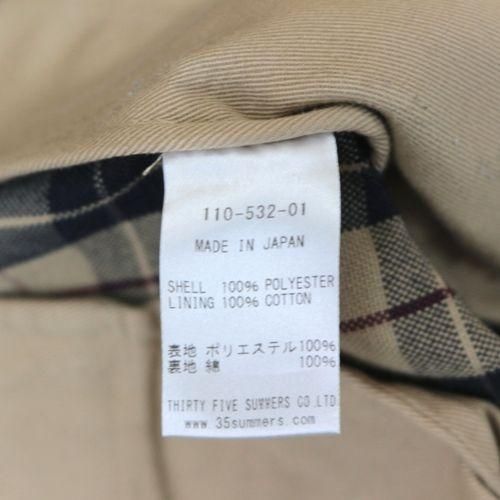 110-532-01
MADE IN JAPAN
SHELL 100% POLYESTER
LINING 100% COTTON
表地 ポリエステル100%
裏地 綿 100%
THIRTY FIVE SUMMERS CO.LTD
www.35summers.com